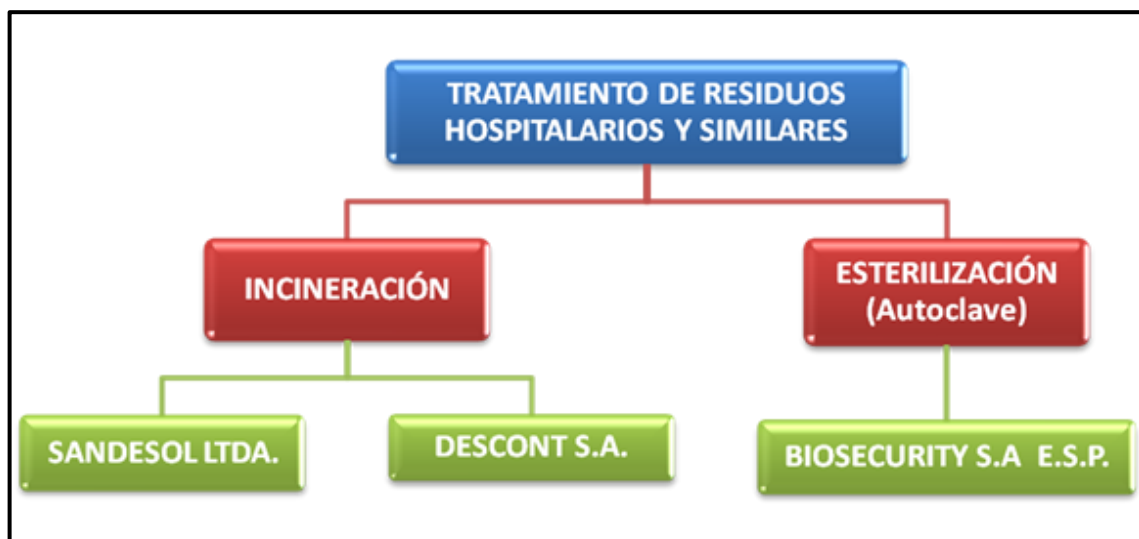 TRATAMIENTO DE RESIDUOS
HOSPITALARIOS Y SIMILARES
INCINERACIÓN
ESTERILIZACIÓN
(Autoclave)
SANDESOL LTDA.
DESCONT S.A.
BIOSECURITY S.A E.S.P.